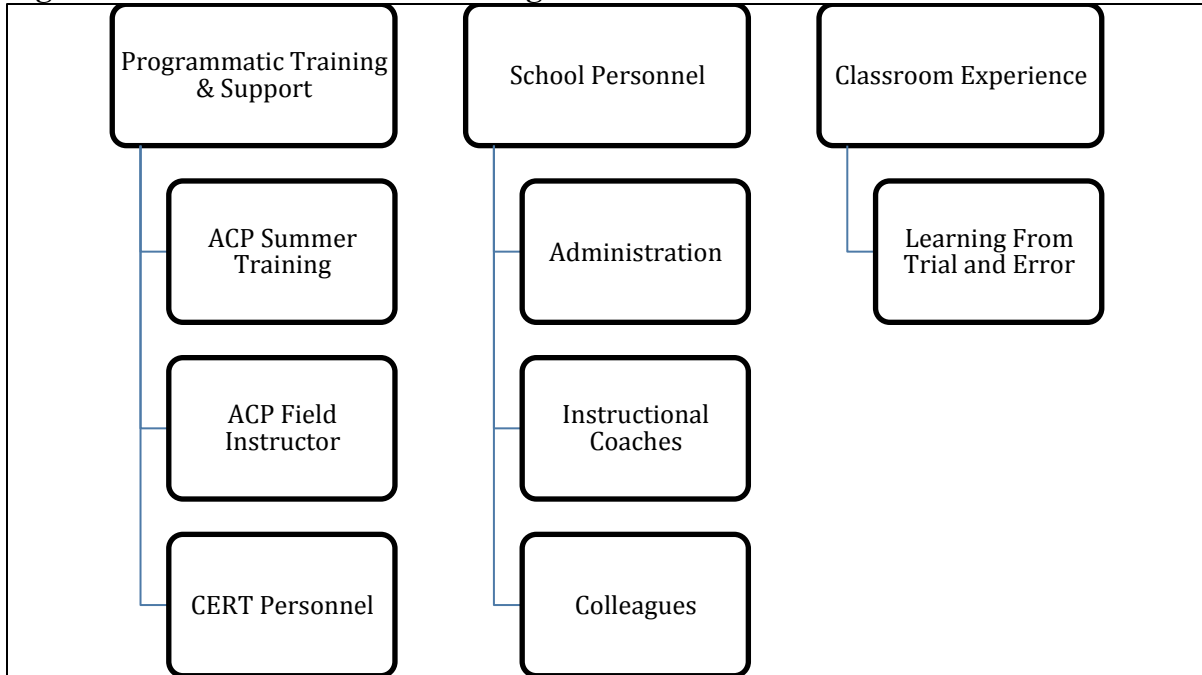 Programmatic Training
& Support
ACP Summer
Training
ACP Field
Instructor
CERT Personnel
School Personnel
Administration
Instructional
Coaches
Colleagues
Classroom Experience
Learning From
Trial and Error